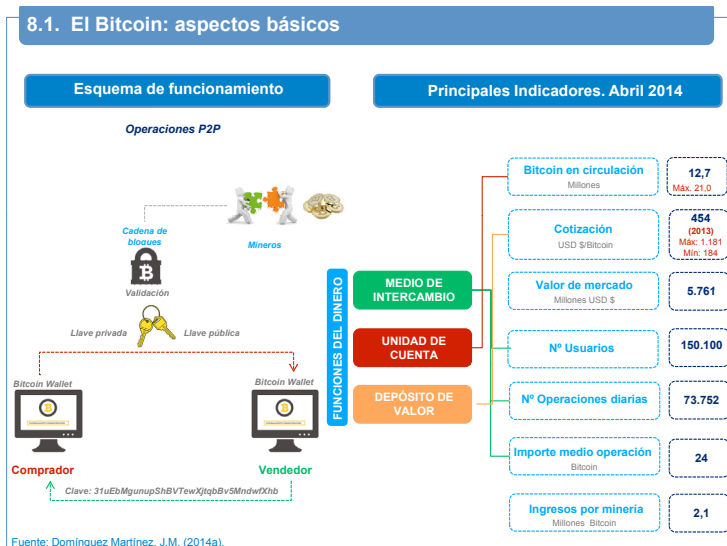 8.1. El Bitcoin: aspectos básicos
Esquema de funcionamiento
Operaciones P2P
Cadena de
bloques
Mineros
Validación
Llave privada
Llave pública
Bitcoin Wallet
Bitcoin Wallet
Comprador
Vendedor
Clave: 31uEbMgunupShBVTewXjtqbBv5MndwfXhb
Principales Indicadores. Abril 2014
FUNCIONES DEL DINERO
MEDIO DE
INTERCAMBIO
UNIDAD DE
CUENTA
DEPÓSITO DE
VALOR
Bitcoin en circulación
Millones
12,7
Máx. 21,0
Cotización
USD $/Bitcoin
454
(2013)
Máx: 1.181
Mín: 184
Valor de mercado
Millones USD $
5.761
Nº Usuarios
150.100
Nº Operaciones diarias
73.752
Importe medio operación
Bitcoin
24
Ingresos por minería
Millones Bitcoin
2,1
Fuente: Domínguez Martínez, J.M. (2014a).